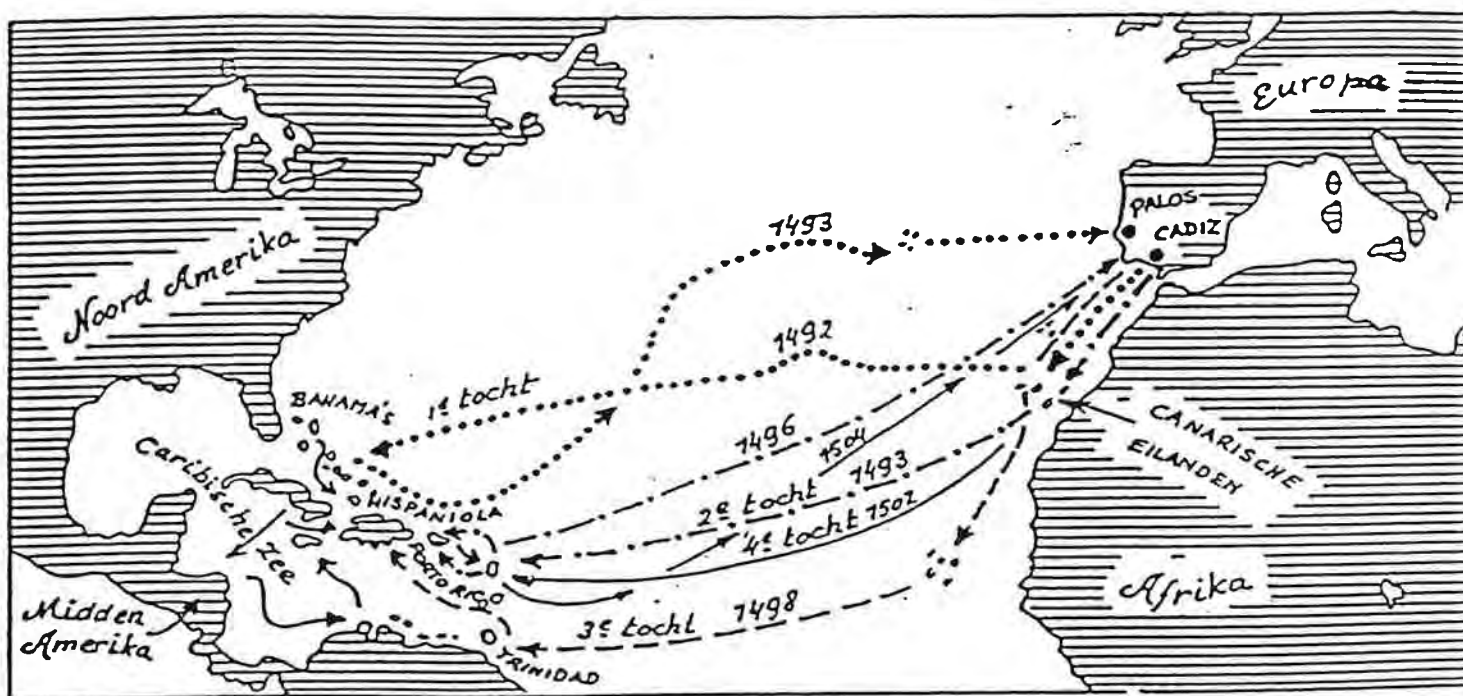 Europa
PALOS
CADIZ
1493
Noord Amerika
1492
1e tocht
BAHAMA'S
1496
1504
1493
CANARISCHE
EILANDEN
Caribische Zee
HISPANIOLA
2e tocht
4e tocht 1502
PORTO RICO
Afrika
Midden
Amerika
3e tocht 1498
TRINIDAD